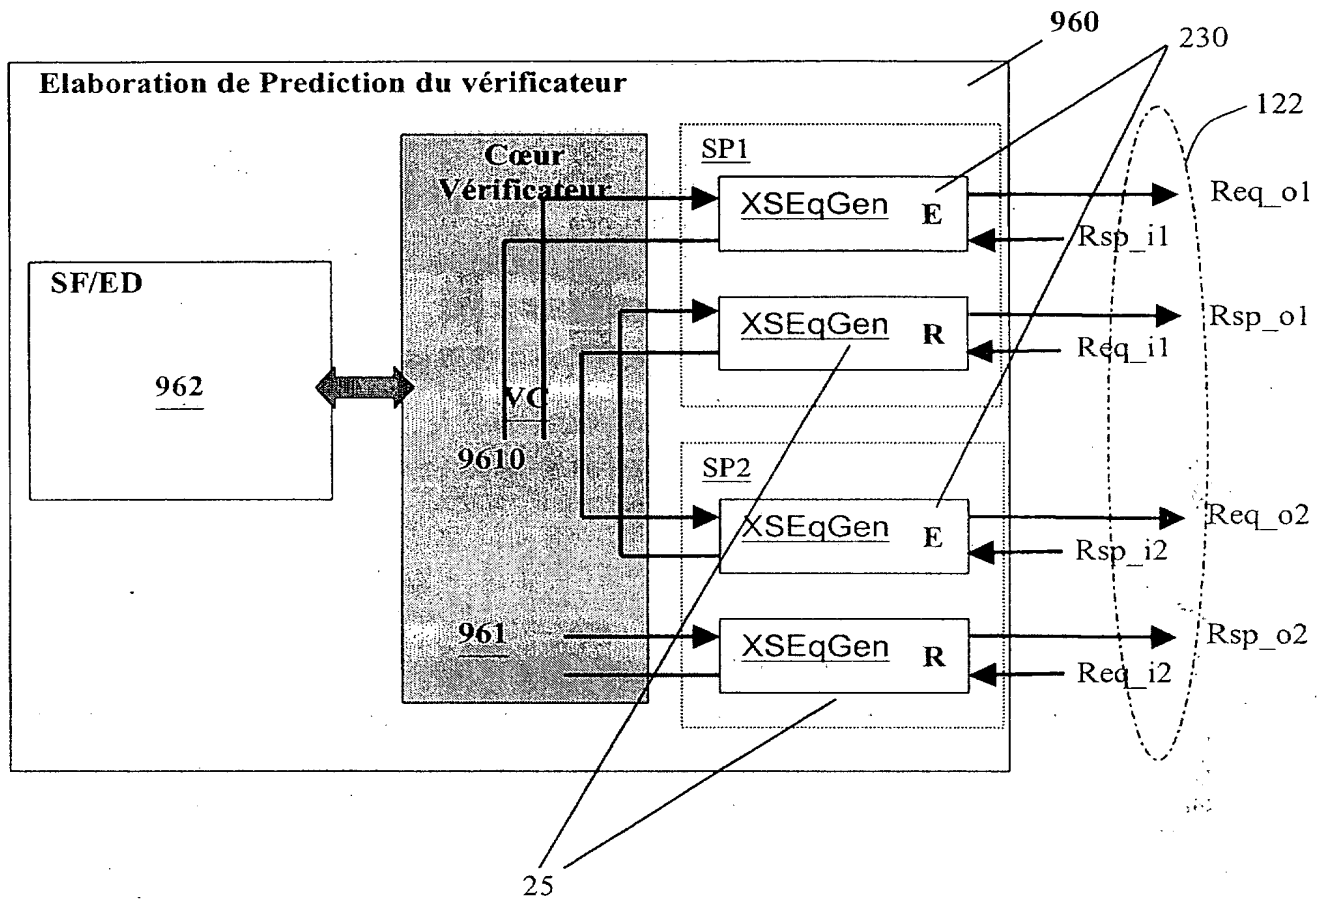 960
230
Elaboration de Prediction du vérificateur
122
Cœur
Vérificateur
SP1
XSEqGen E
Req_o1
Rsp_i1
SF/ED
XSEqGen R
Rsp_o1
Req_i1
962
VC
9610
SP2
XSEqGen E
Req_o2
Rsp_i2
961
XSEqGen R
Rsp_o2
Req_i2
25